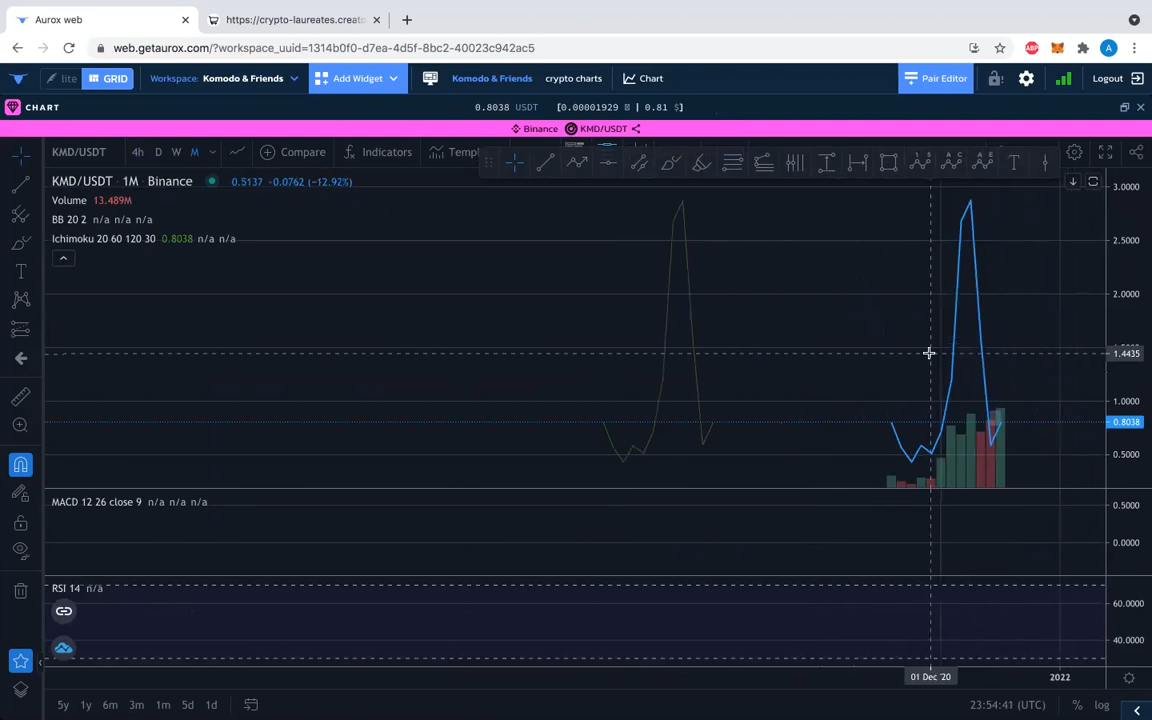 Aurox web
https://crypto-laureates.creato
web.getaurox.com/?workspace_uuid=1314b0f0-d7ea-4d5f-8bc2-40023c942ac5
ABP
A
lite
GRID
Workspace: Komodo & Friends
Add Widget
Komodo & Friends
crypto charts
Chart
Pair Editor
Logout
CHART
0.8038 USDT
Binance
KMD/USDT
KMD/USDT
4h
D
W
M
Compare
Indicators
KMD/USDT · 1M · Binance
0.5137 -0.0762 (-12.92%)
Volume 13.489M
BB 20 2 n/a n/a n/a
Ichimoku 20 60 120 30 0.8038 n/a n/a
3.0000
2.5000
2.0000
1.4435
1.0000
0.8038
0.5000
MACD 12 26 close 9 n/a n/a n/a
0.5000
0.0000
RSI 14 n/a
60.0000
40.0000
01 Dec '20
2022
5y
1y
6m
3m
1m
5d
1d
23:54:41 (UTC)
%
log